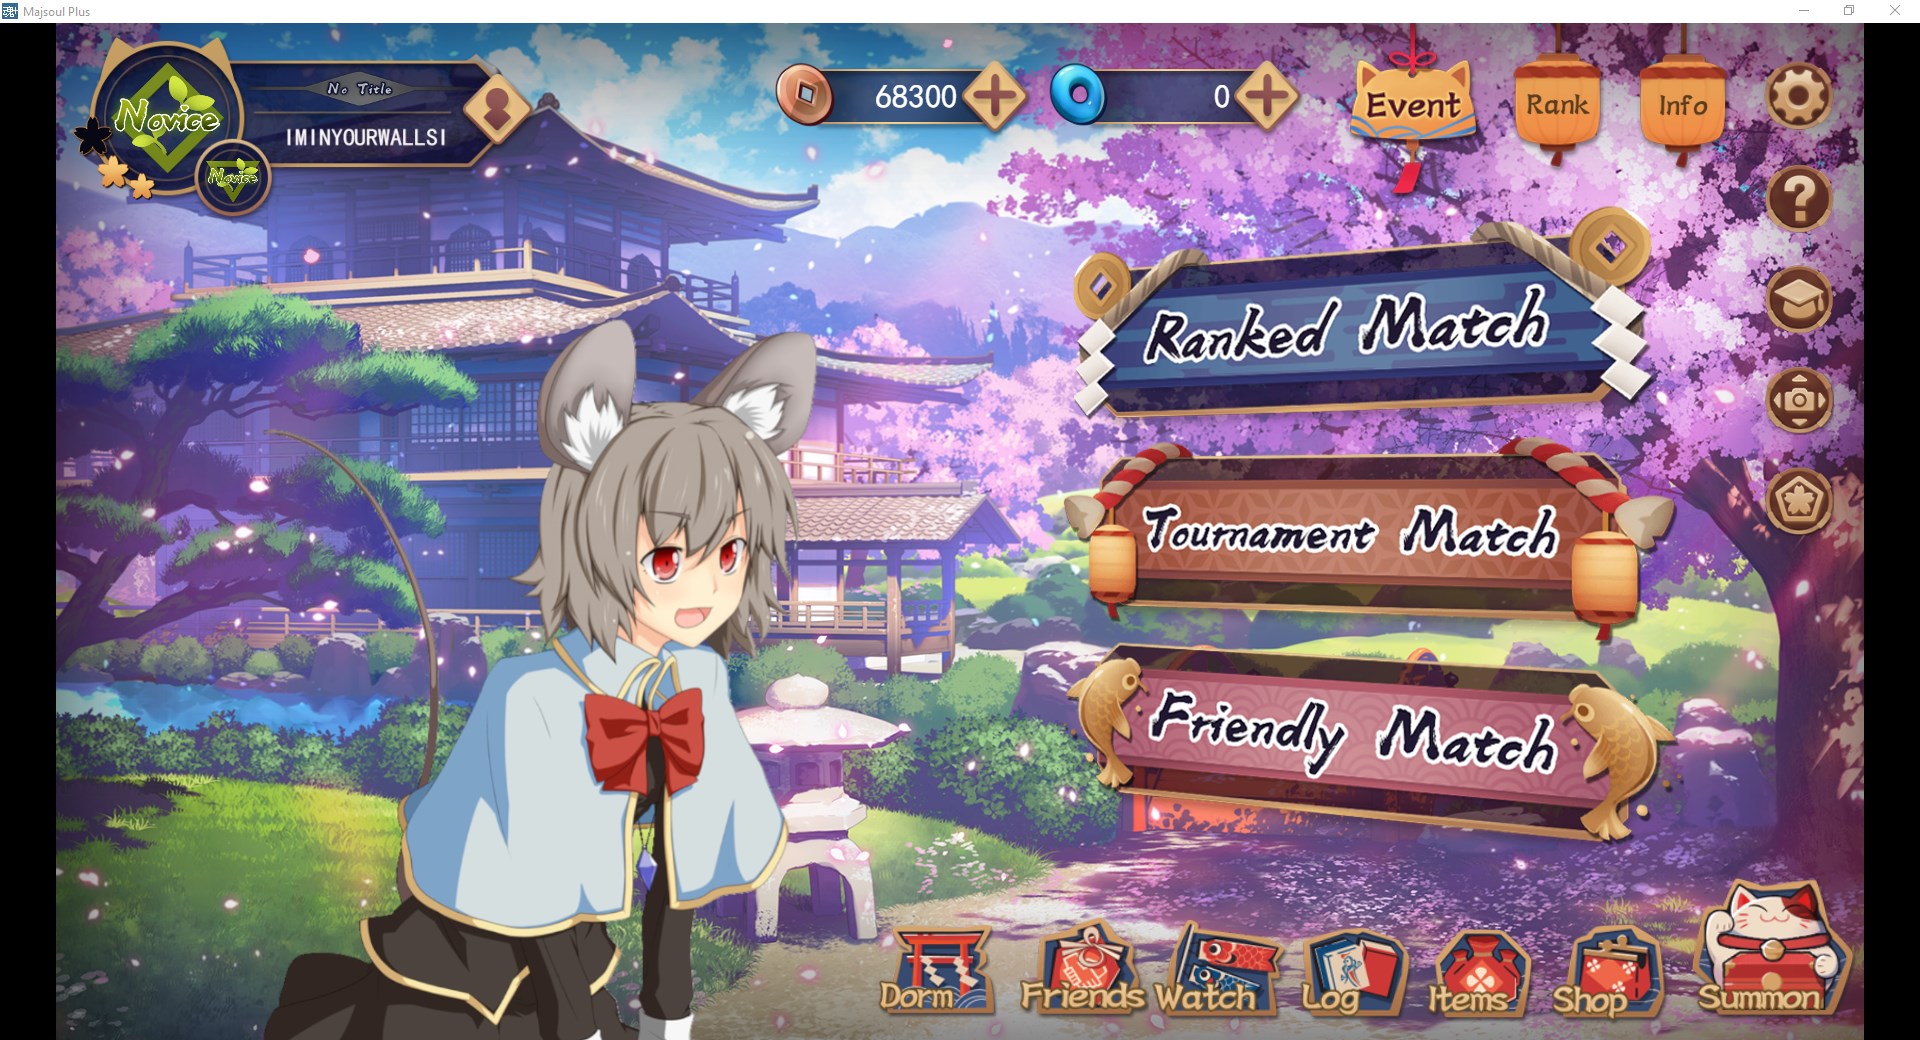 Majsoul Plus
Novice
No Title
IMINYOURWALLSI
Novice
68300
0
Event
Rank
Info
?
Ranked Match
Tournament Match
Friendly Match
Dorm
Friends
Watch
Log
Items
Shop
Summon